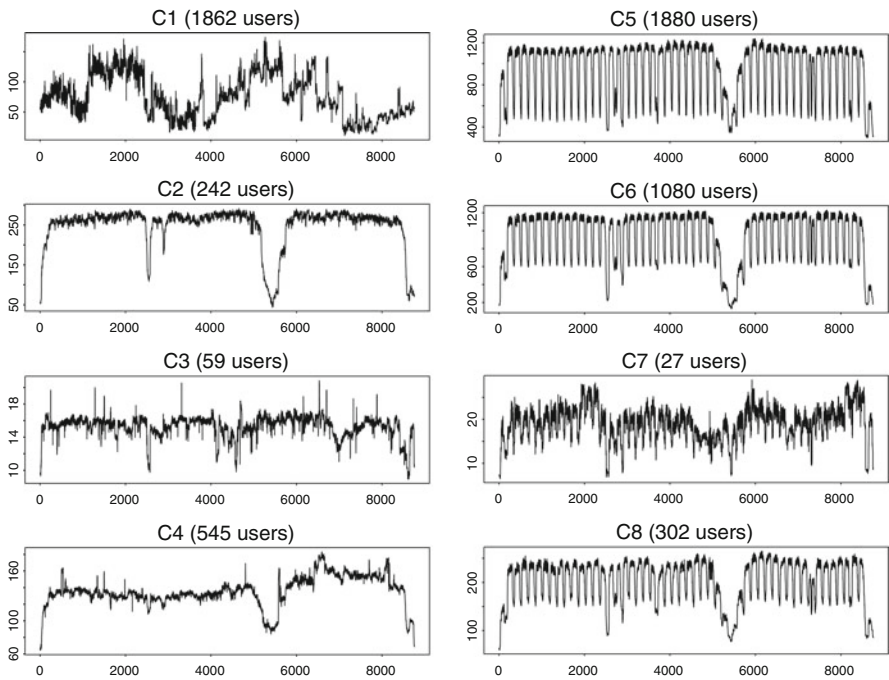 C1 (1862 users)
50 100
0 2000 4000 6000 8000
C2 (242 users)
50 150 250
0 2000 4000 6000 8000
C3 (59 users)
10 14 18
0 2000 4000 6000 8000
C4 (545 users)
60 100 160
0 2000 4000 6000 8000
C5 (1880 users)
400 800 1200
0 2000 4000 6000 8000
C6 (1080 users)
200 600 1200
0 2000 4000 6000 8000
C7 (27 users)
10 20
0 2000 4000 6000 8000
C8 (302 users)
100 200
0 2000 4000 6000 8000